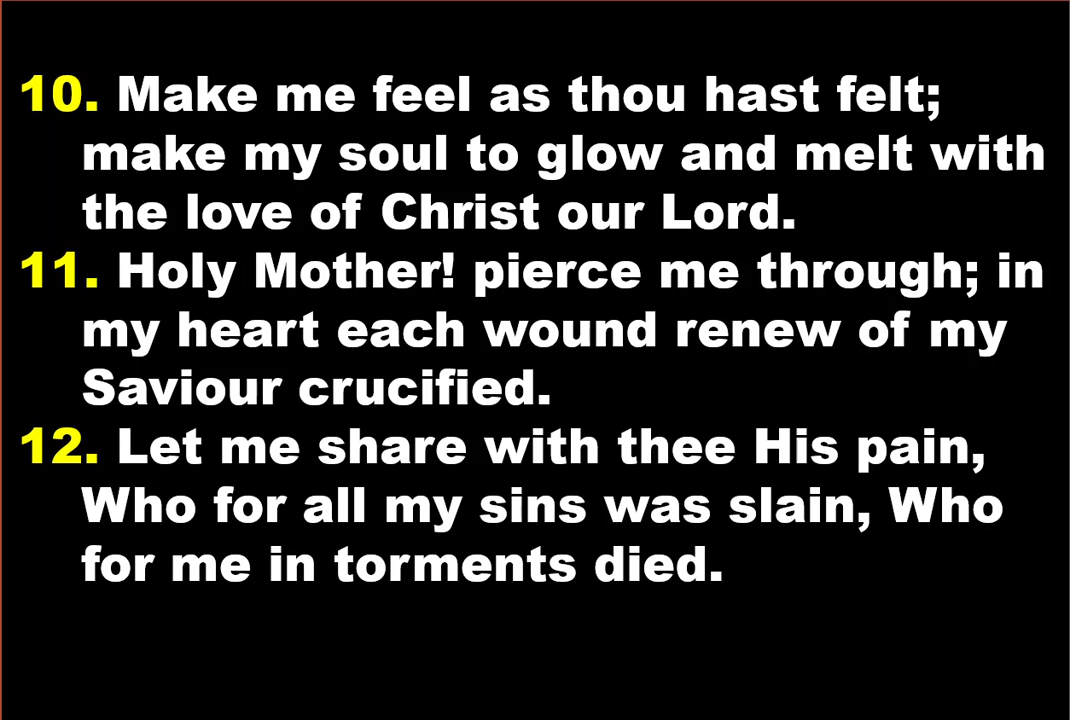 10. Make me feel as thou hast felt;
make my soul to glow and melt with
the love of Christ our Lord.
11. Holy Mother! pierce me through; in
my heart each wound renew of my
Saviour crucified.
12. Let me share with thee His pain,
Who for all my sins was slain, Who
for me in torments died.